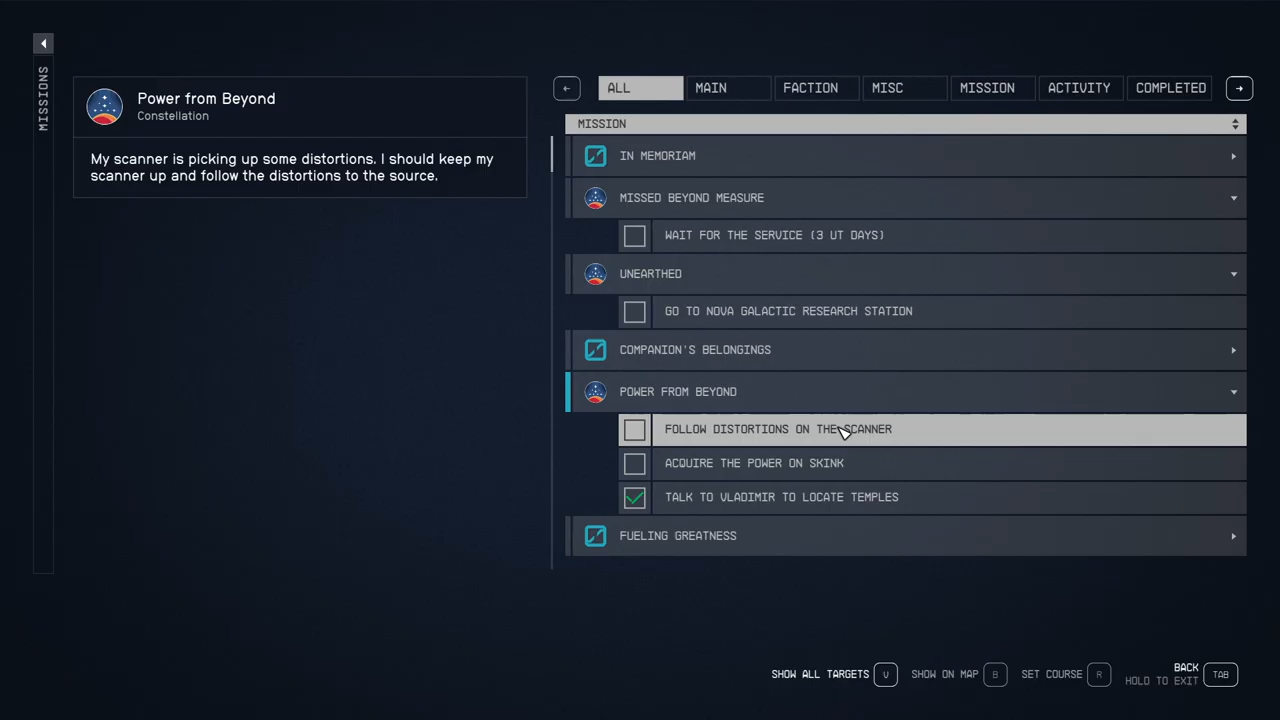 MISSIONS
Power from Beyond
Constellation
My scanner is picking up some distortions. I should keep my
scanner up and follow the distortions to the source.
ALL
MAIN
FACTION
MISC
MISSION
ACTIVITY
COMPLETED
MISSION
IN MEMORIAM
MISSED BEYOND MEASURE
WAIT FOR THE SERVICE (3 UT DAYS)
UNEARTHED
GO TO NOVA GALACTIC RESEARCH STATION
COMPANION'S BELONGINGS
POWER FROM BEYOND
FOLLOW DISTORTIONS ON THE SCANNER
ACQUIRE THE POWER ON SKINK
TALK TO VLADIMIR TO LOCATE TEMPLES
FUELING GREATNESS
SHOW ALL TARGETS V
SHOW ON MAP B
SET COURSE R
BACK
HOLD TO EXIT TAB